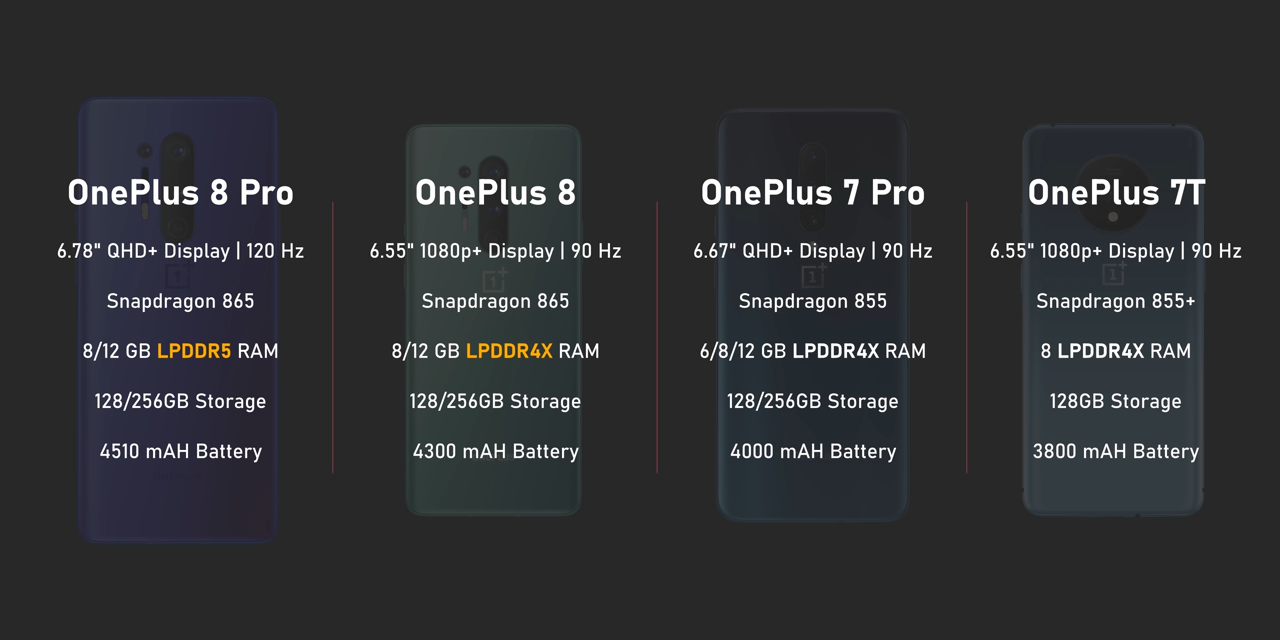 OnePlus 8 Pro
6.78" QHD+ Display | 120 Hz
Snapdragon 865
8/12 GB LPDDR5 RAM
128/256GB Storage
4510 mAH Battery
OnePlus 8
6.55" 1080p+ Display | 90 Hz
Snapdragon 865
8/12 GB LPDDR4X RAM
128/256GB Storage
4300 mAH Battery
OnePlus 7 Pro
6.67" QHD+ Display | 90 Hz
Snapdragon 855
6/8/12 GB LPDDR4X RAM
128/256GB Storage
4000 mAH Battery
OnePlus 7T
6.55" 1080p+ Display | 90 Hz
Snapdragon 855+
8 LPDDR4X RAM
128GB Storage
3800 mAH Battery